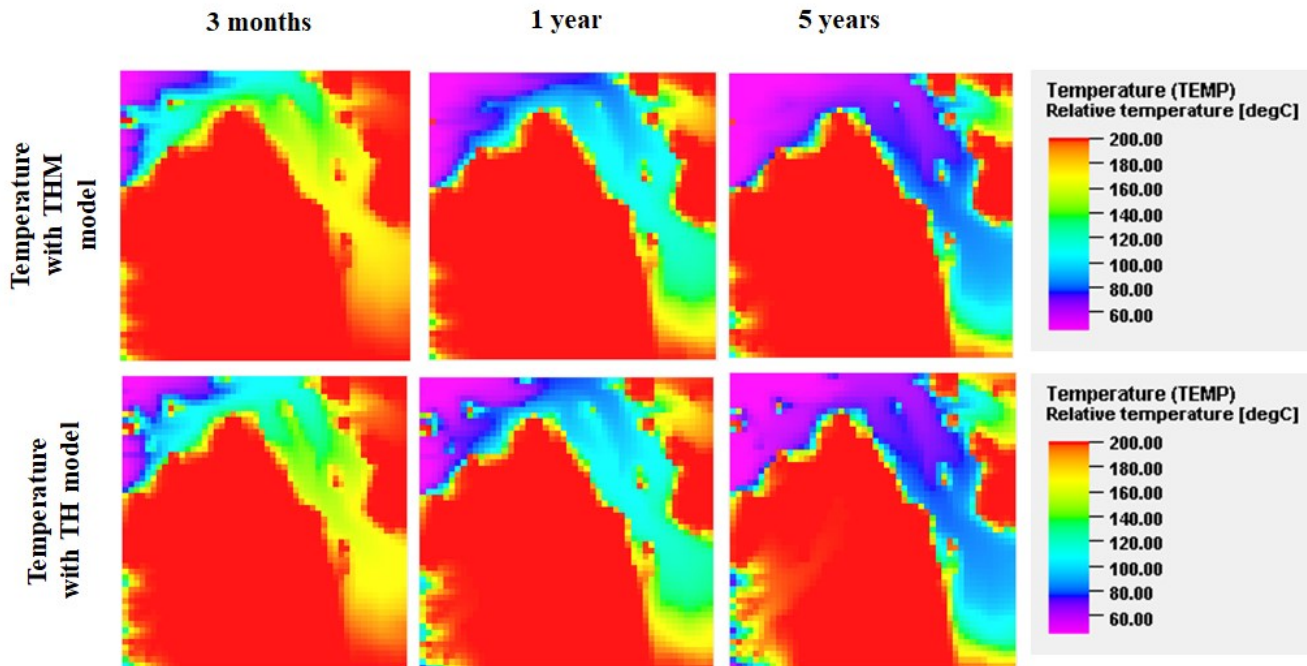 3 months
1 year
5 years
Temperature
with THM
model
Temperature (TEMP)
Relative temperature [degC]
200.00
180.00
160.00
140.00
120.00
100.00
80.00
60.00
Temperature
with TH model
Temperature (TEMP)
Relative temperature [degC]
200.00
180.00
160.00
140.00
120.00
100.00
80.00
60.00